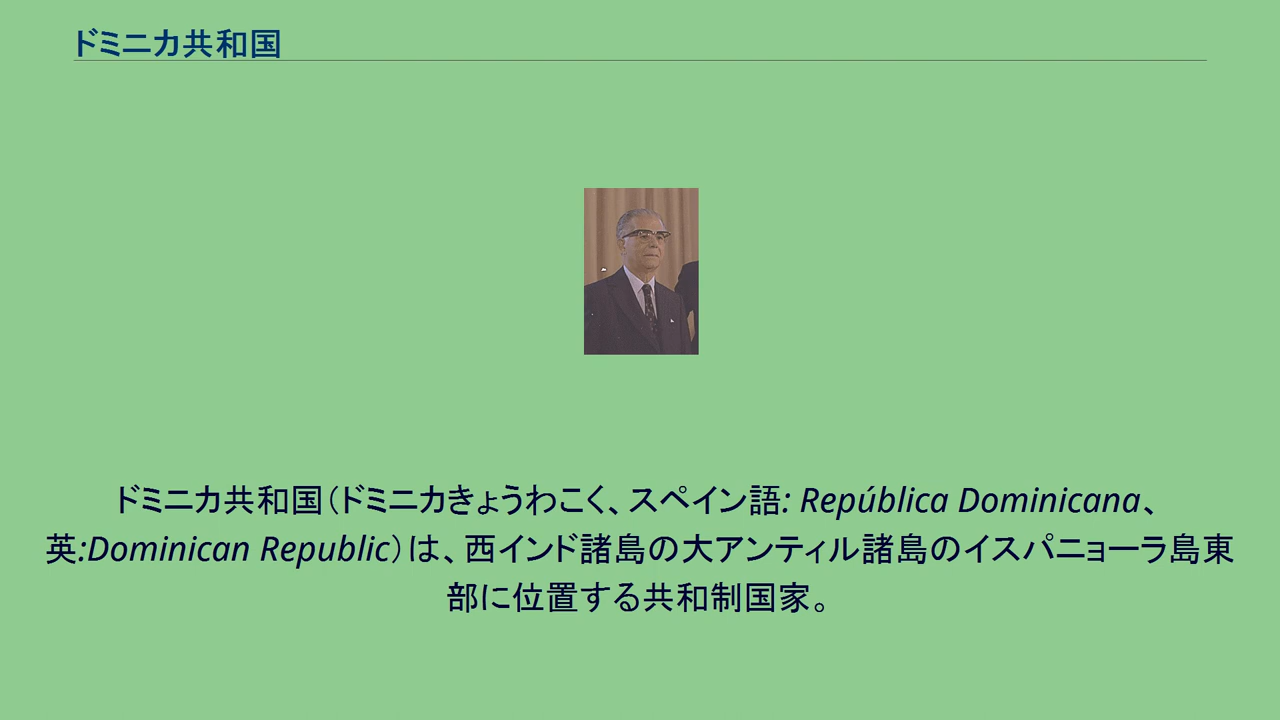 ドミニカ共和国
ドミニカ共和国（ドミニカきょうわこく、スペイン語: República Dominicana、
英:Dominican Republic）は、西インド諸島の大アンティル諸島のイスパニョーラ島東
部に位置する共和制国家。